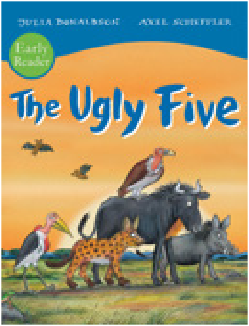 JULIA DONALDSON AXEL SCHEFFLER
Early
Reader
The Ugly Five